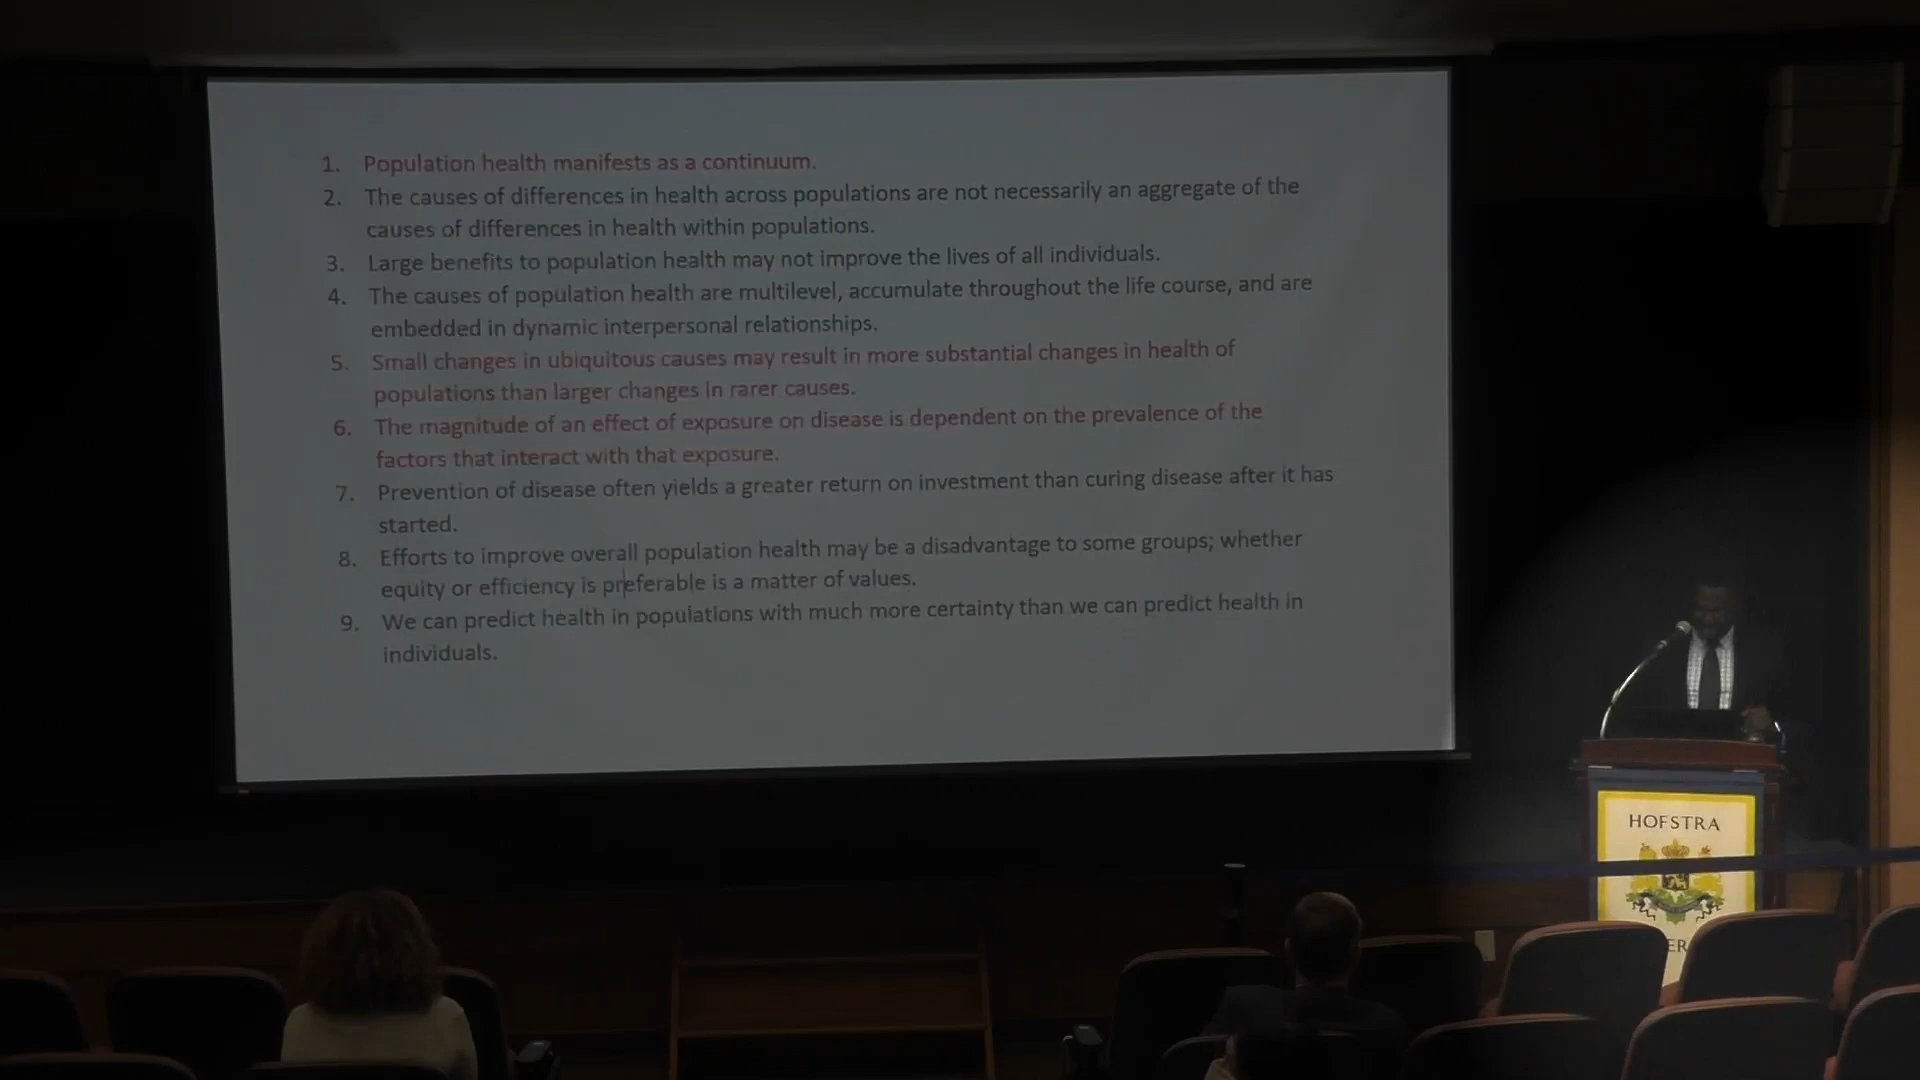 1. Population health manifests as a continuum.
2. The causes of differences in health across populations are not necessarily an aggregate of the
causes of differences in health within populations.
3. Large benefits to population health may not improve the lives of all individuals.
4. The causes of population health are multilevel, accumulate throughout the life course, and are
embedded in dynamic interpersonal relationships.
5. Small changes in ubiquitous causes may result in more substantial changes in health of
populations than larger changes in rarer causes.
6. The magnitude of an effect of exposure on disease is dependent on the prevalence of the
factors that interact with that exposure.
7. Prevention of disease often yields a greater return on investment than curing disease after it has
started.
8. Efforts to improve overall population health may be a disadvantage to some groups; whether
equity or efficiency is preferable is a matter of values.
9. We can predict health in populations with much more certainty than we can predict health in
individuals.
HOFSTRA
ER